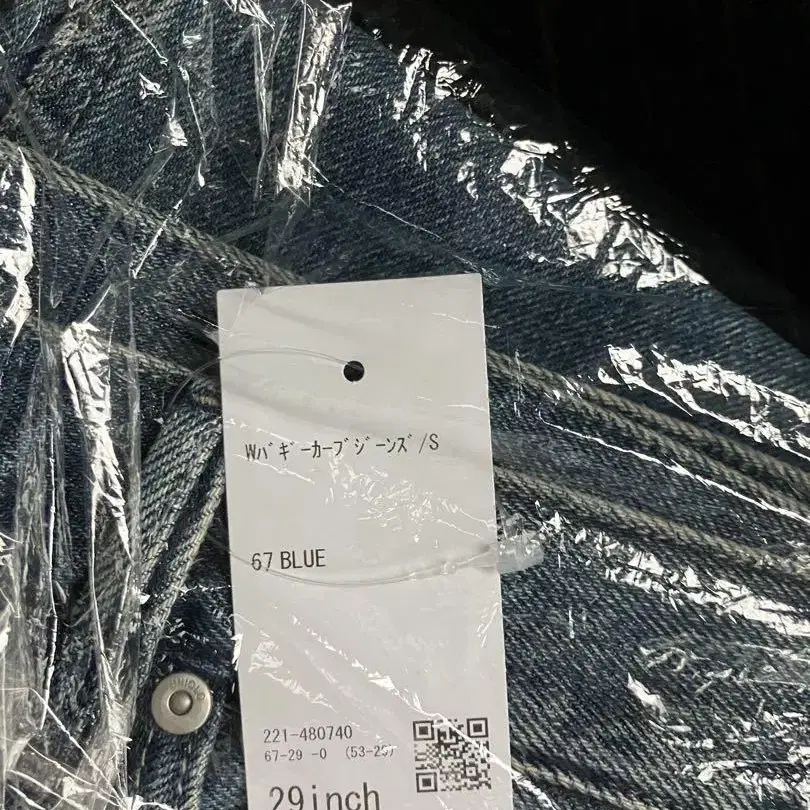 Wﾊﾞｷﾞｰｶｰﾌﾞｼﾞｰﾝｽﾞ/S
67 BLUE
221-480740
67-29 -0 (53-29)
29inch